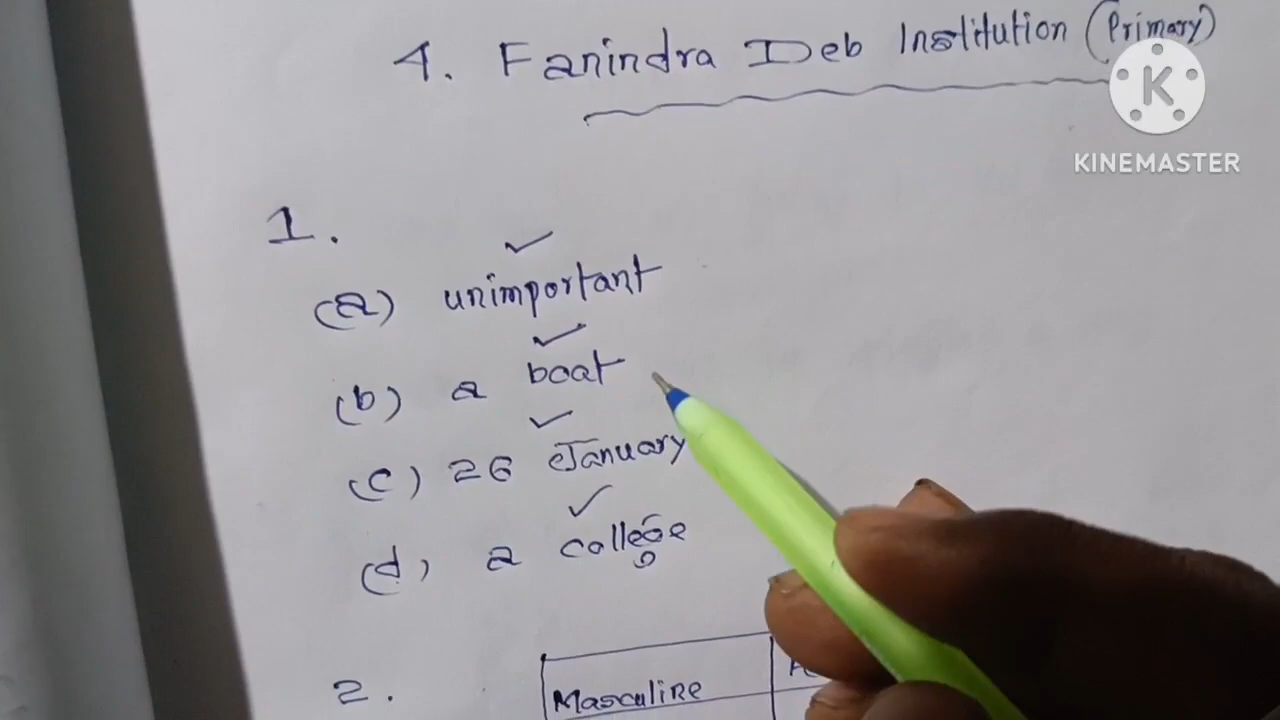 4. Fanindra Deb Institution (Primary)
K
KINEMASTER
1.
(a) unimportant
(b) a boat
(c) 26 January
(d) a college
2.
Masculine